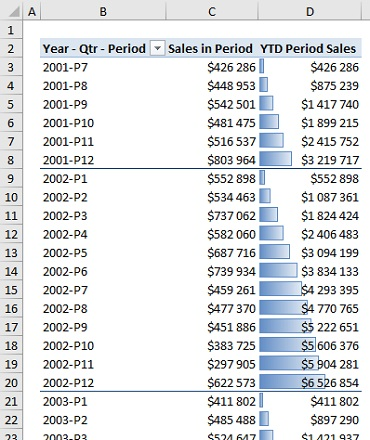 A B C D
1
2 Year - Qtr - Period Sales in Period YTD Period Sales
3 2001-P7 $426 286 $426 286
4 2001-P8 $448 953 $875 239
5 2001-P9 $542 501 $1 417 740
6 2001-P10 $481 475 $1 899 215
7 2001-P11 $516 537 $2 415 752
8 2001-P12 $803 964 $3 219 717
9 2002-P1 $552 898 $552 898
10 2002-P2 $534 463 $1 087 361
11 2002-P3 $737 062 $1 824 424
12 2002-P4 $582 060 $2 406 483
13 2002-P5 $687 716 $3 094 199
14 2002-P6 $739 934 $3 834 133
15 2002-P7 $459 261 $4 293 395
16 2002-P8 $477 370 $4 770 765
17 2002-P9 $451 886 $5 222 651
18 2002-P10 $383 725 $5 606 376
19 2002-P11 $297 905 $5 904 281
20 2002-P12 $622 573 $6 526 854
21 2003-P1 $411 802 $411 802
22 2003-P2 $485 488 $897 290
23 2003-P3 $524 647 $1 421 937